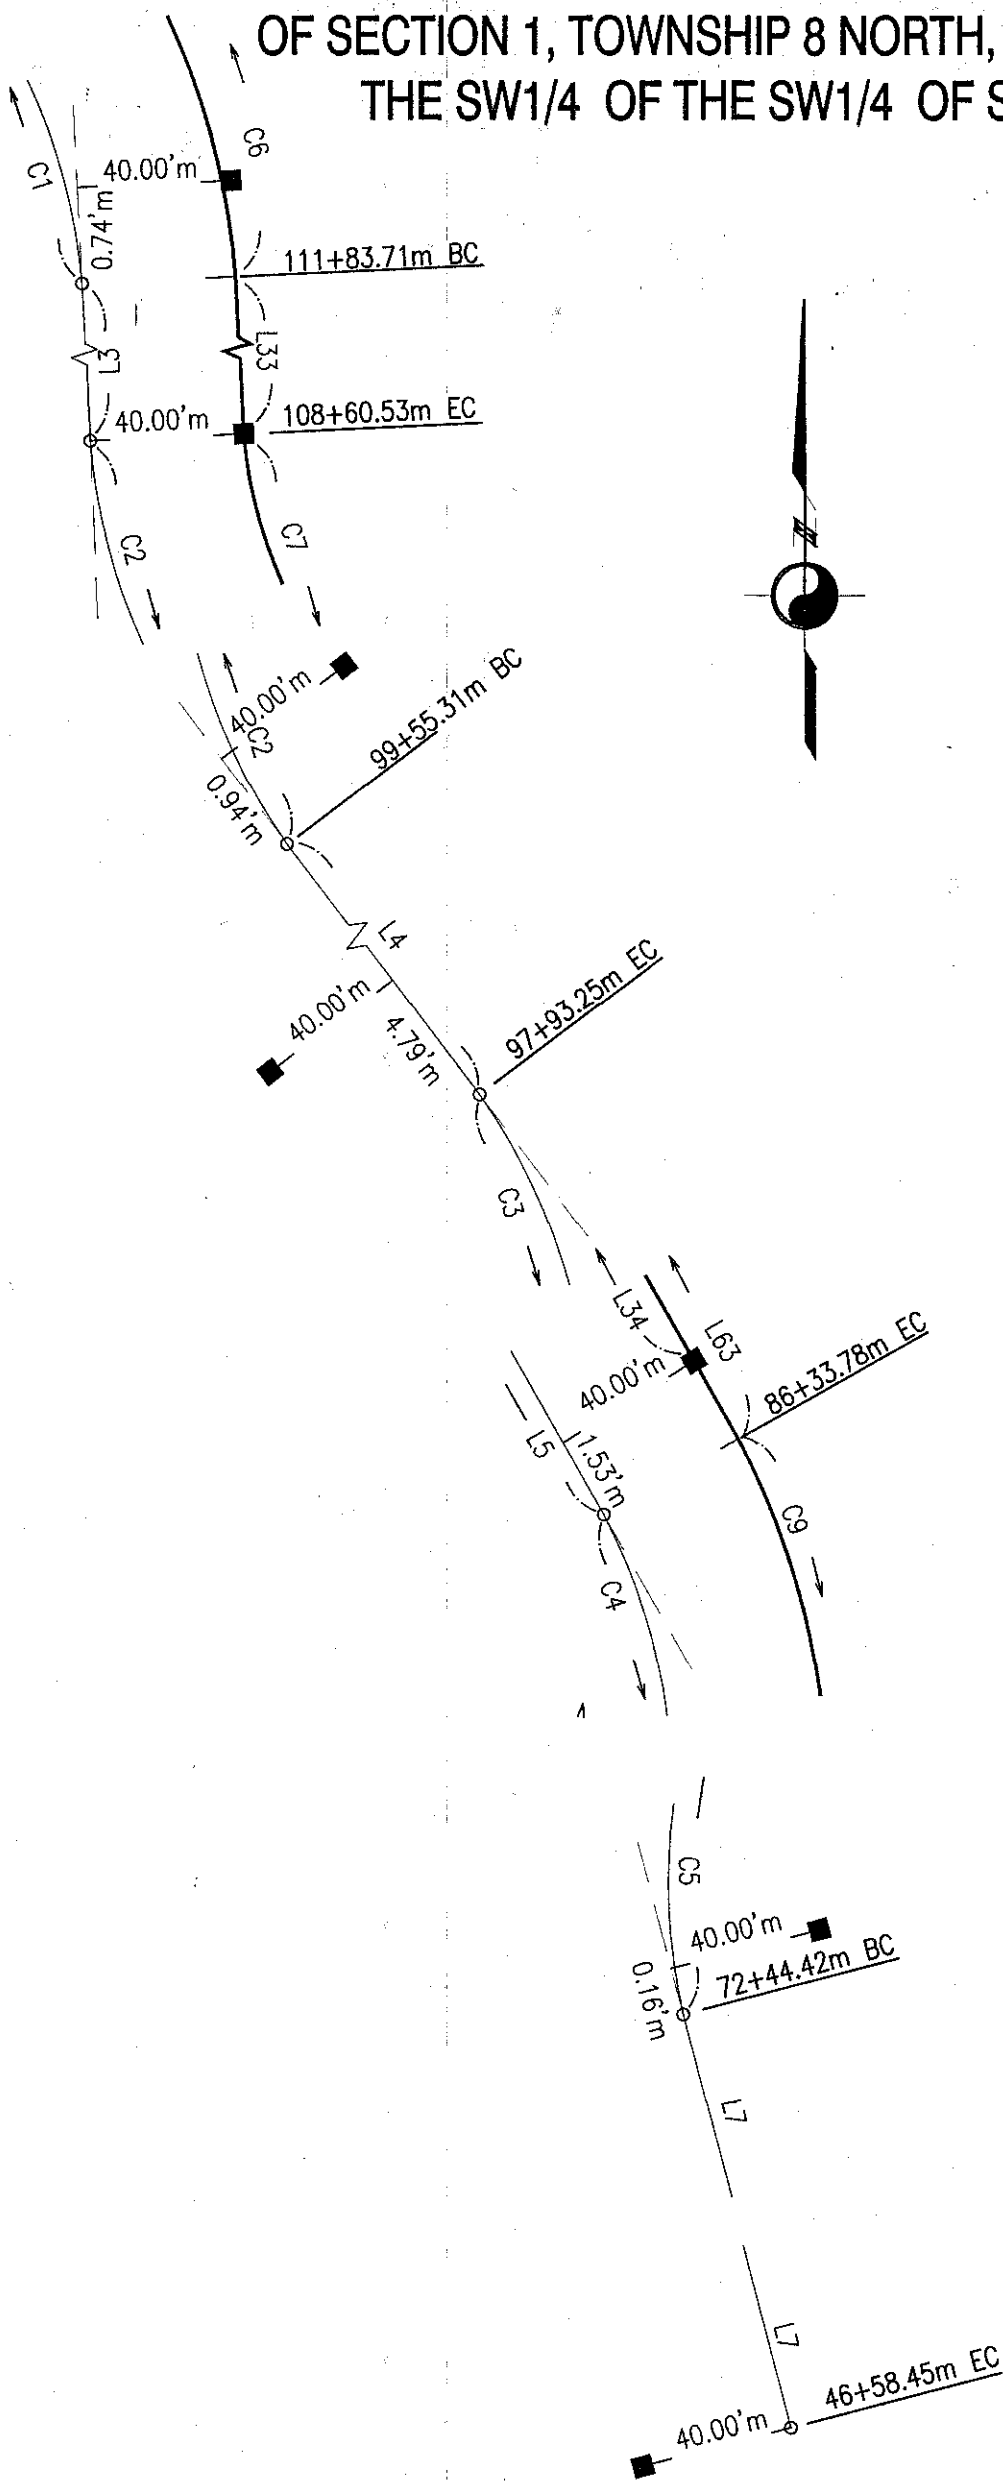 OF SECTION 1, TOWNSHIP 8 NORTH,
THE SW1/4 OF THE SW1/4 OF S
C6
C1
40.00'm
0.74'm
111+83.71m BC
L3
L33
40.00'm
108+60.53m EC
C2
C7
N
40.00'm
C2
99+55.31m BC
0.94'm
L4
40.00'm
97+93.25m EC
4.79'm
C3
L34
L63
40.00'm
86+33.78m EC
L5
1.53'm
C9
C4
C5
40.00'm
72+44.42m BC
0.16'm
L7
L7
46+58.45m EC
40.00'm